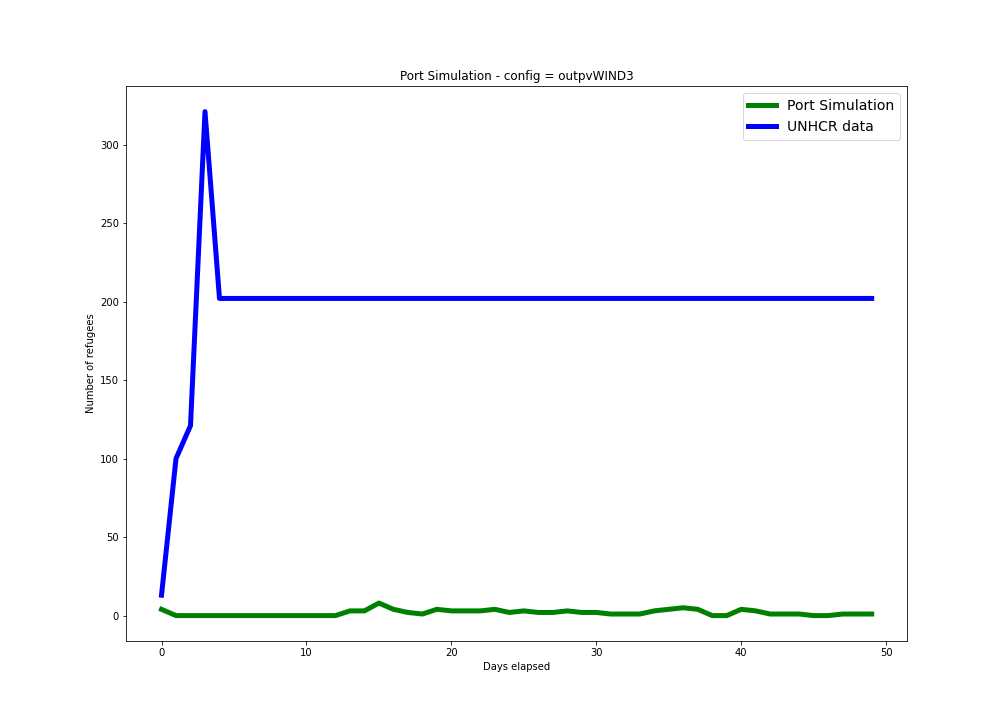 Port Simulation - config = outpvWIND3
Port Simulation
UNHCR data
Number of refugees
300
250
200
150
100
50
0
0 10 20 30 40 50
Days elapsed